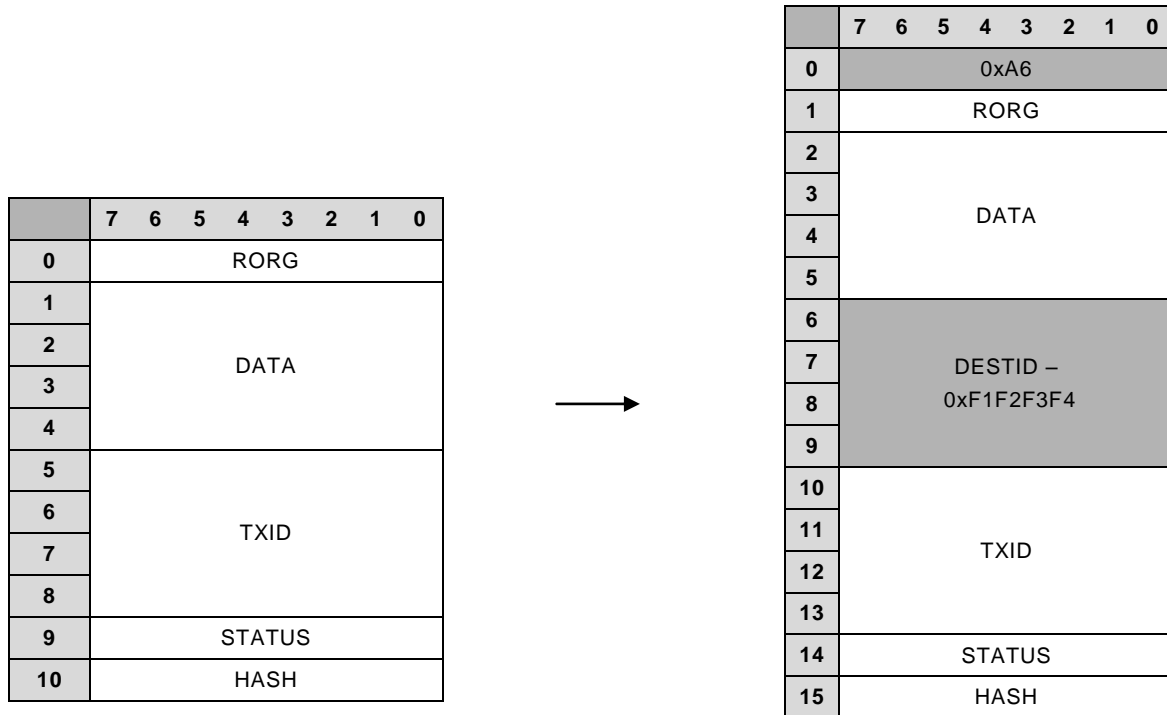 7 6 5 4 3 2 1 0
0 RORG
1
2
DATA
3
4
5
6
TXID
7
8
9 STATUS
10 HASH
7 6 5 4 3 2 1 0
0 0xA6
1 RORG
2
3
DATA
4
5
6
7 DESTID –
8 0xF1F2F3F4
9
10
11
TXID
12
13
14 STATUS
15 HASH